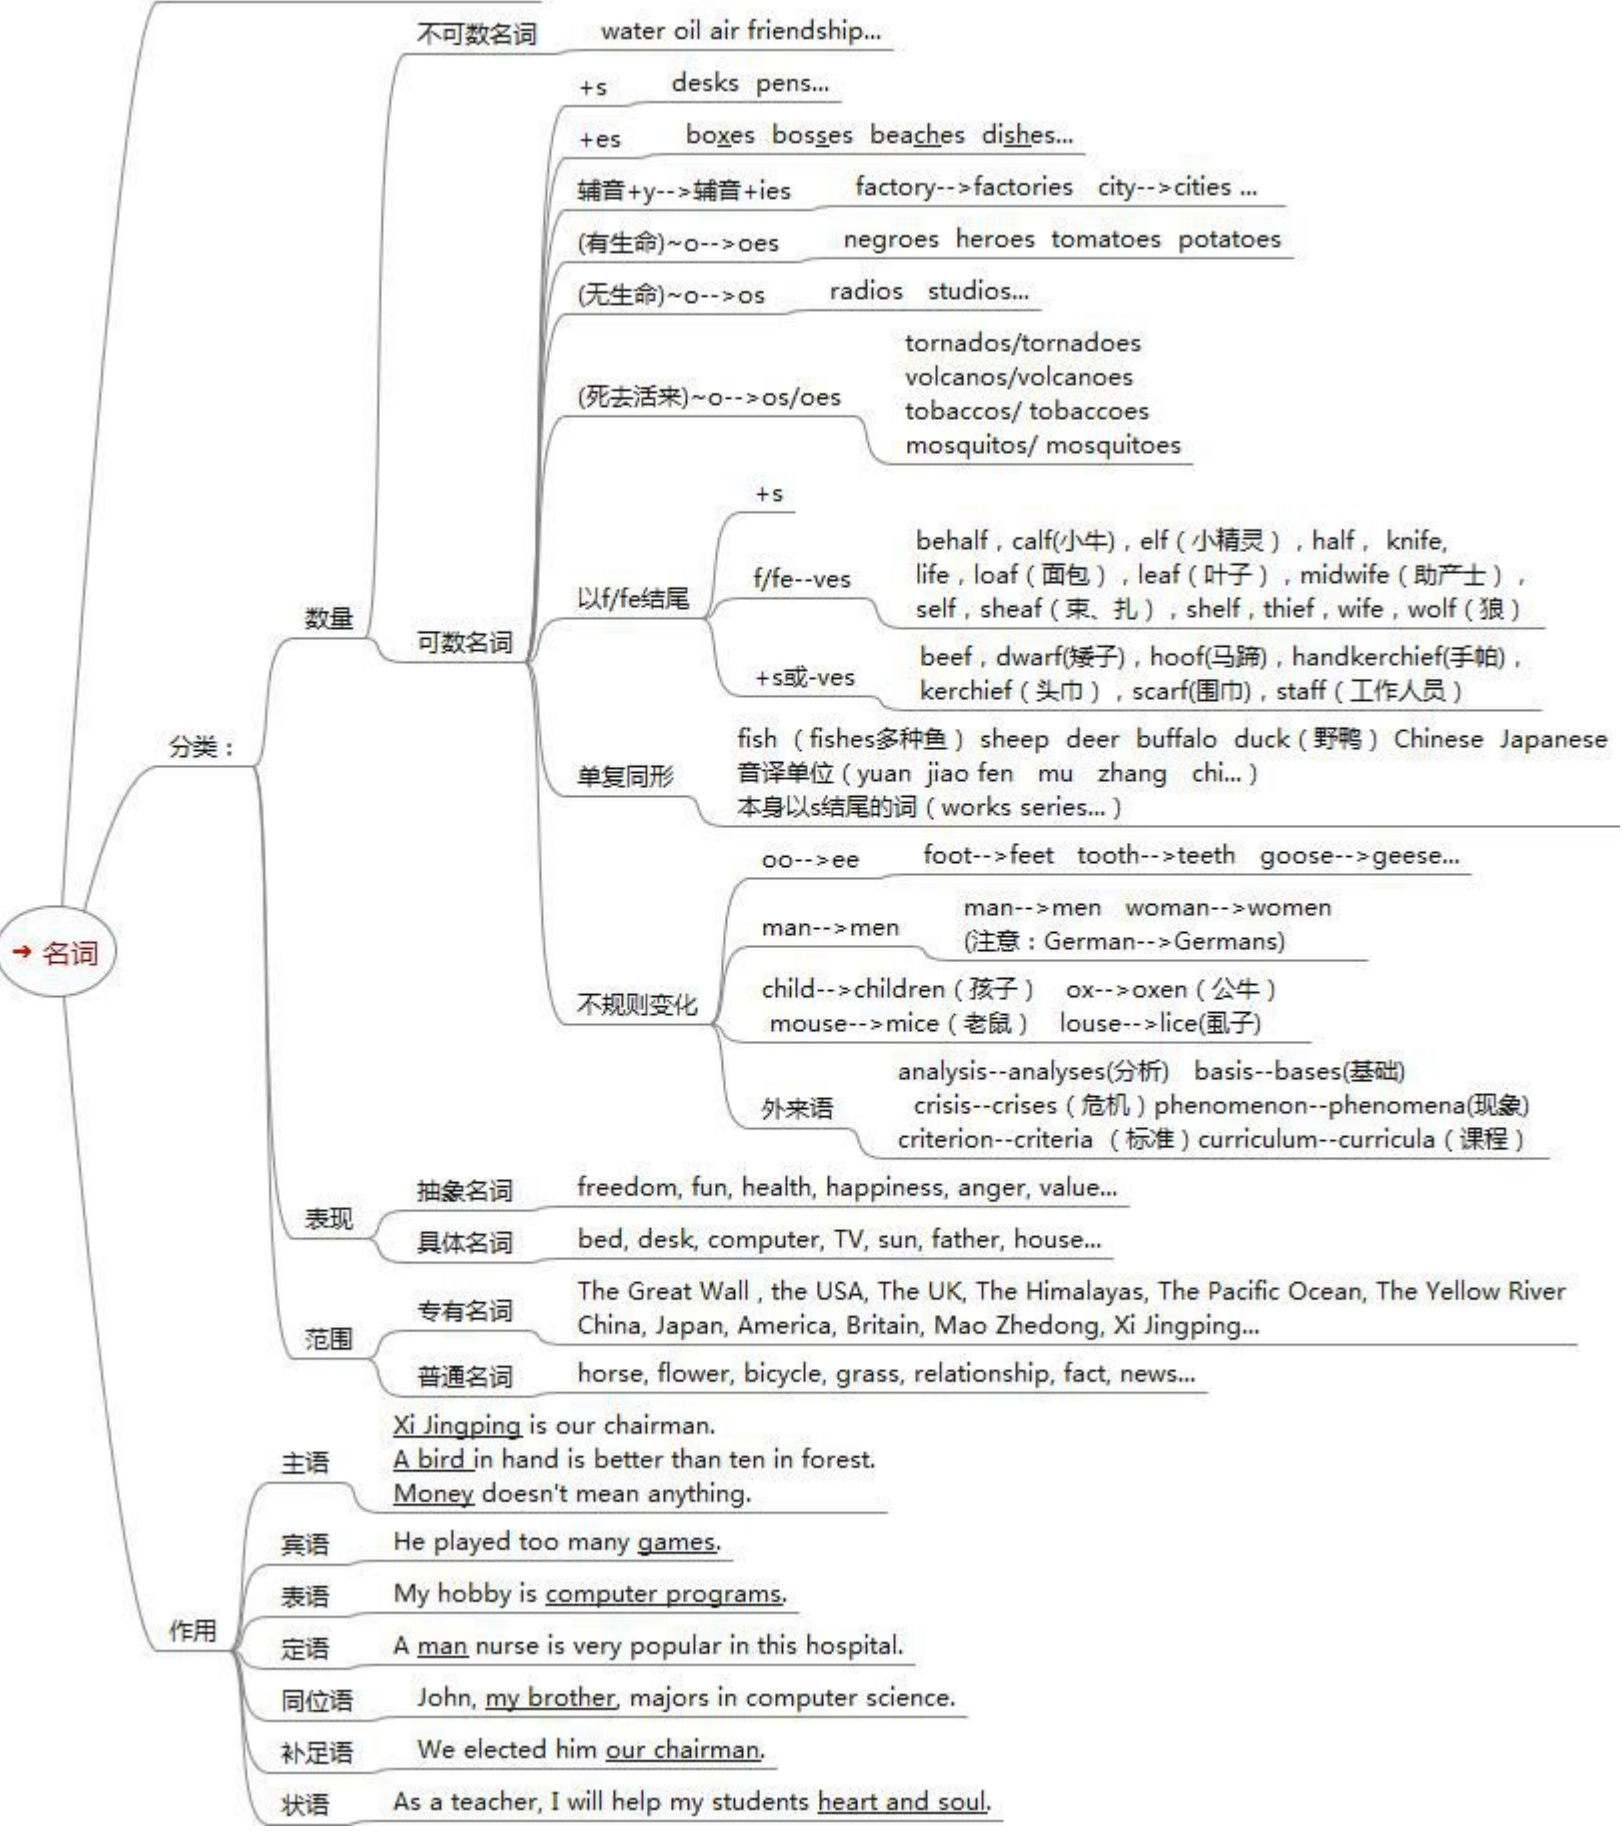 不可数名词 water oil air friendship...
+s desks pens...
+es boxes bosses beaches dishes...
辅音+y-->辅音+ies factory-->factories city-->cities ...
(有生命)~o-->oes negroes heroes tomatoes potatoes
(无生命)~o-->os radios studios...
(死去活来)~o-->os/oes
tornados/tornadoes
volcanos/volcanoes
tobaccos/ tobaccoes
mosquitos/ mosquitoes
以f/fe结尾
+s
f/fe--ves
behalf，calf(小牛)，elf（小精灵），half， knife,
life，loaf（面包），leaf（叶子），midwife（助产士），
self，sheaf（束、扎），shelf，thief，wife，wolf（狼）
+s或-ves
beef，dwarf(矮子)，hoof(马蹄)，handkerchief(手帕)，
kerchief（头巾），scarf(围巾)，staff（工作人员）
数量
可数名词
分类：
单复同形
fish （fishes多种鱼） sheep deer buffalo duck（野鸭） Chinese Japanese
音译单位（yuan jiao fen mu zhang chi...）
本身以s结尾的词（works series...）
oo-->ee foot-->feet tooth-->teeth goose-->geese...
man-->men
man-->men woman-->women
(注意：German-->Germans)
➔ 名词
不规则变化
child-->children（孩子） ox-->oxen（公牛）
mouse-->mice（老鼠） louse-->lice(虱子)
外来语
analysis--analyses(分析) basis--bases(基础)
crisis--crises（危机）phenomenon--phenomena(现象)
criterion--criteria （标准）curriculum--curricula（课程）
表现
抽象名词 freedom, fun, health, happiness, anger, value...
具体名词 bed, desk, computer, TV, sun, father, house...
范围
专有名词
The Great Wall , the USA, The UK, The Himalayas, The Pacific Ocean, The Yellow River
China, Japan, America, Britain, Mao Zhedong, Xi Jingping...
普通名词 horse, flower, bicycle, grass, relationship, fact, news...
作用
主语
Xi Jingping is our chairman.
A bird in hand is better than ten in forest.
Money doesn't mean anything.
宾语 He played too many games.
表语 My hobby is computer programs.
定语 A man nurse is very popular in this hospital.
同位语 John, my brother, majors in computer science.
补足语 We elected him our chairman.
状语 As a teacher, I will help my students heart and soul.